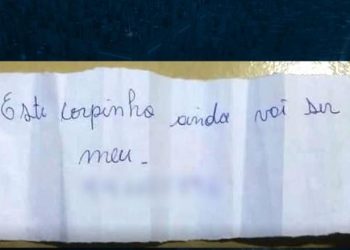 Este corpinho ainda vai ser
meu.